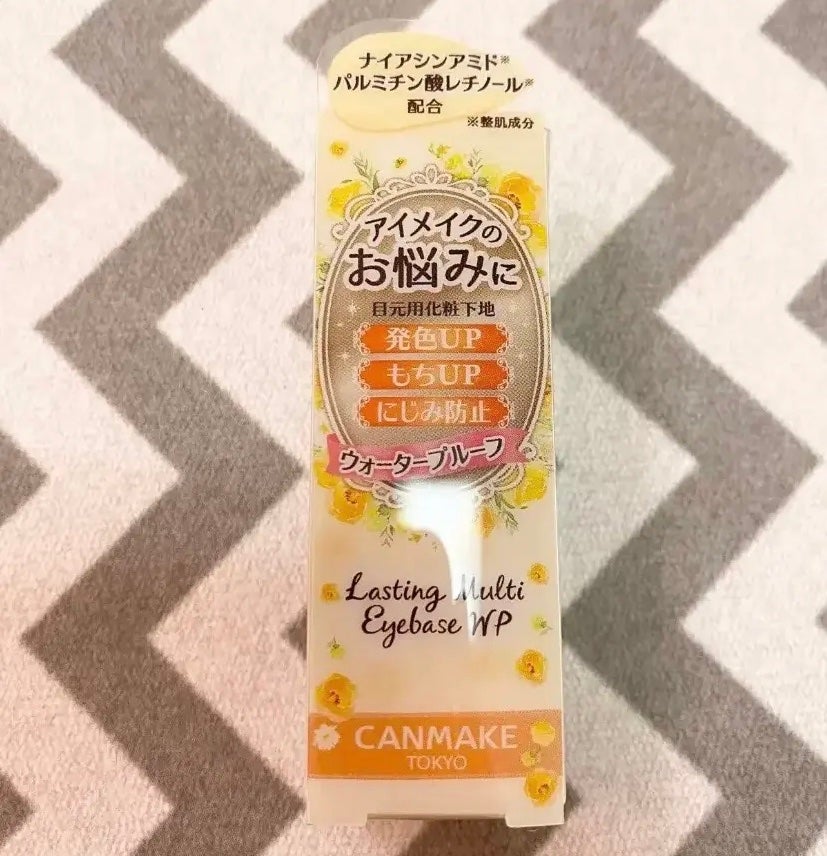 ナイアシンアミド※
パルミチン酸レチノール※
配合
※整肌成分
アイメイクの
お悩みに
目元用化粧下地
発色UP
もちUP
にじみ防止
ウォータープルーフ
Lasting Multi
Eyebase WP
CANMAKE
TOKYO